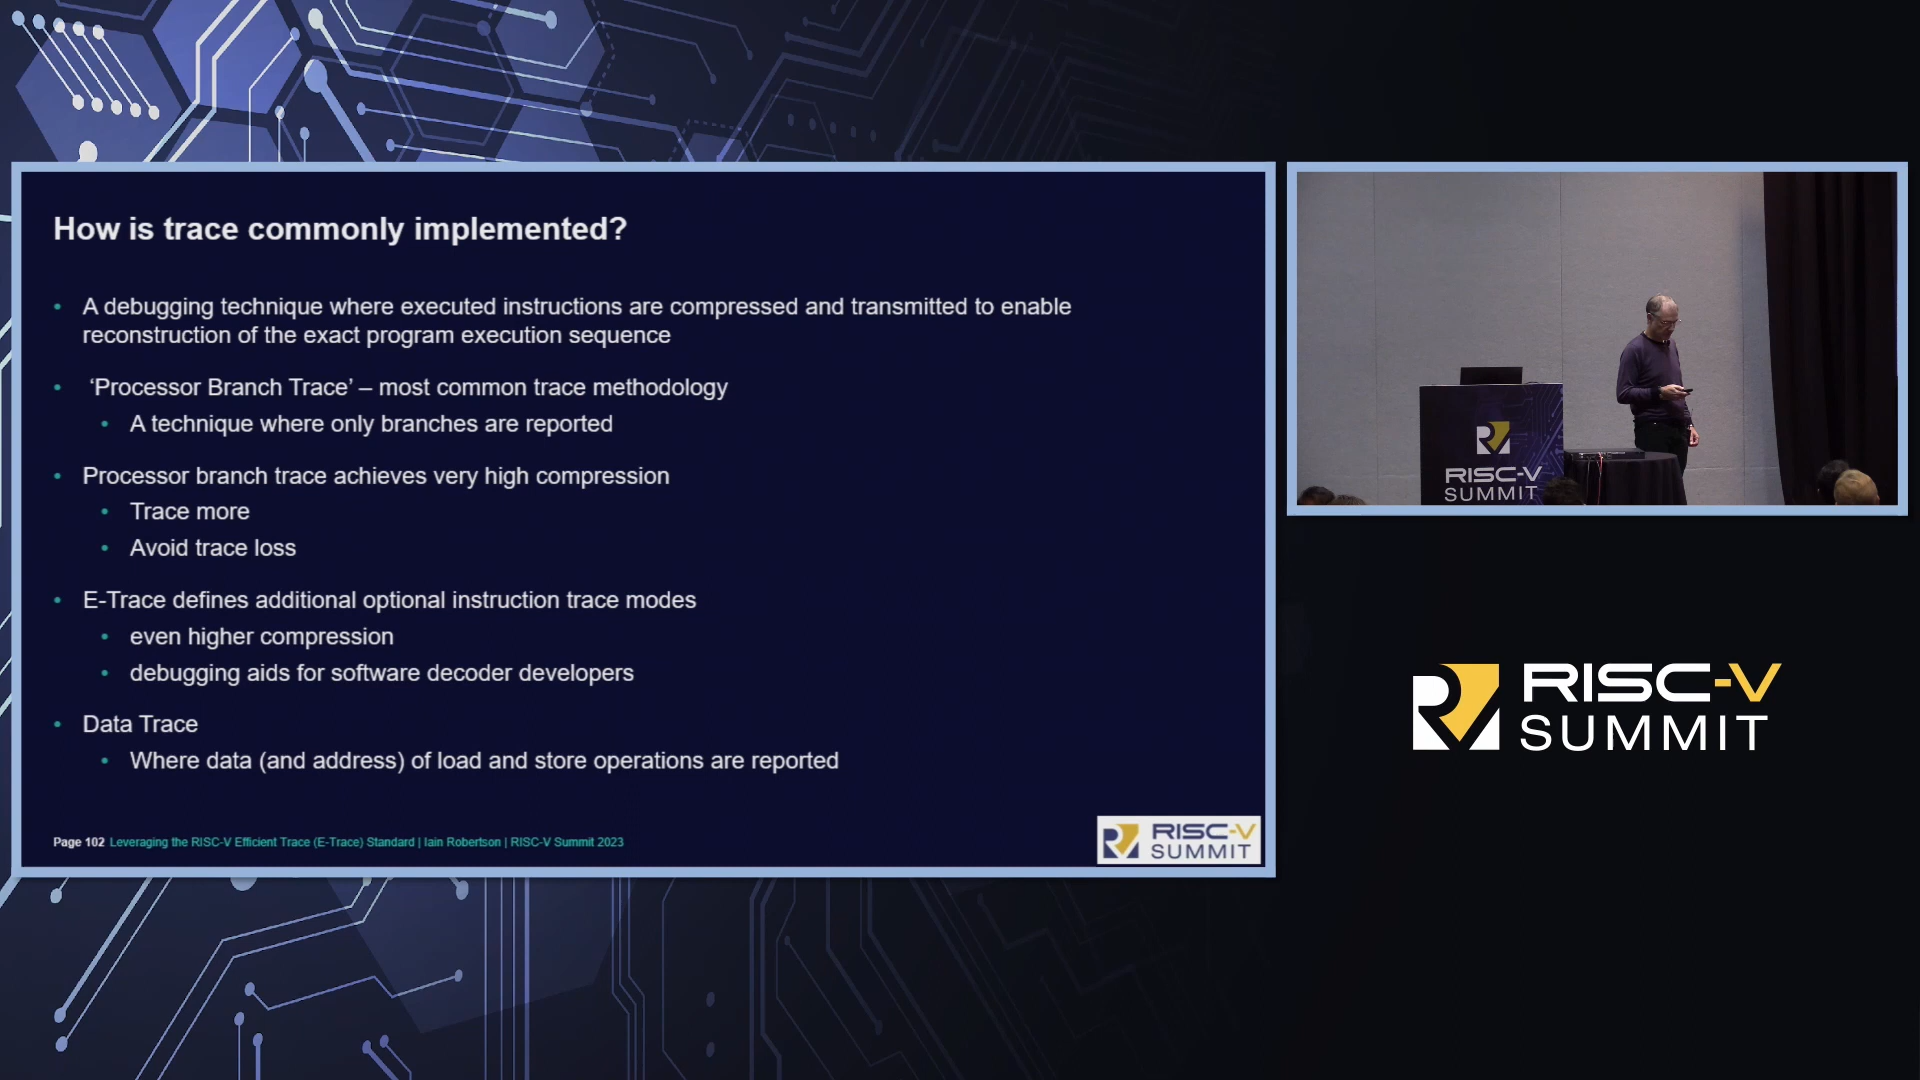 How is trace commonly implemented?
• A debugging technique where executed instructions are compressed and transmitted to enable
reconstruction of the exact program execution sequence
• ‘Processor Branch Trace’ – most common trace methodology
• A technique where only branches are reported
• Processor branch trace achieves very high compression
• Trace more
• Avoid trace loss
• E-Trace defines additional optional instruction trace modes
• even higher compression
• debugging aids for software decoder developers
• Data Trace
• Where data (and address) of load and store operations are reported
Page 102 Leveraging the RISC-V Efficient Trace (E-Trace) Standard | Iain Robertson | RISC-V Summit 2023
RISC-V
SUMMIT
RISC-V
SUMMIT
RISC-V
SUMMIT